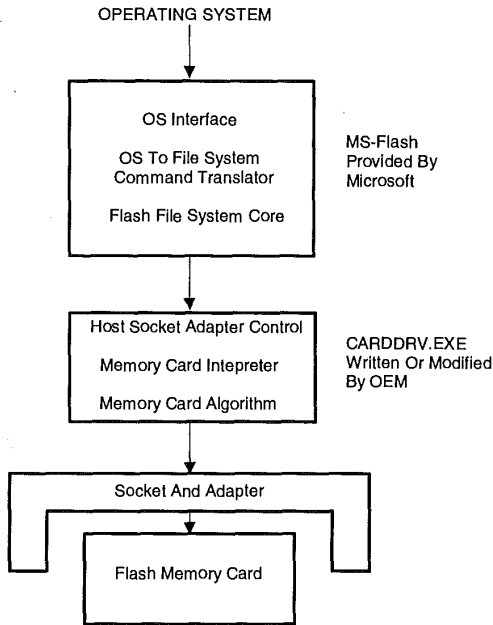 OPERATING SYSTEM
OS Interface
OS To File System
Command Translator
Flash File System Core
MS-Flash
Provided By
Microsoft
Host Socket Adapter Control
Memory Card Intepreter
Memory Card Algorithm
CARDDRV.EXE
Written Or Modified
By OEM
Socket And Adapter
Flash Memory Card